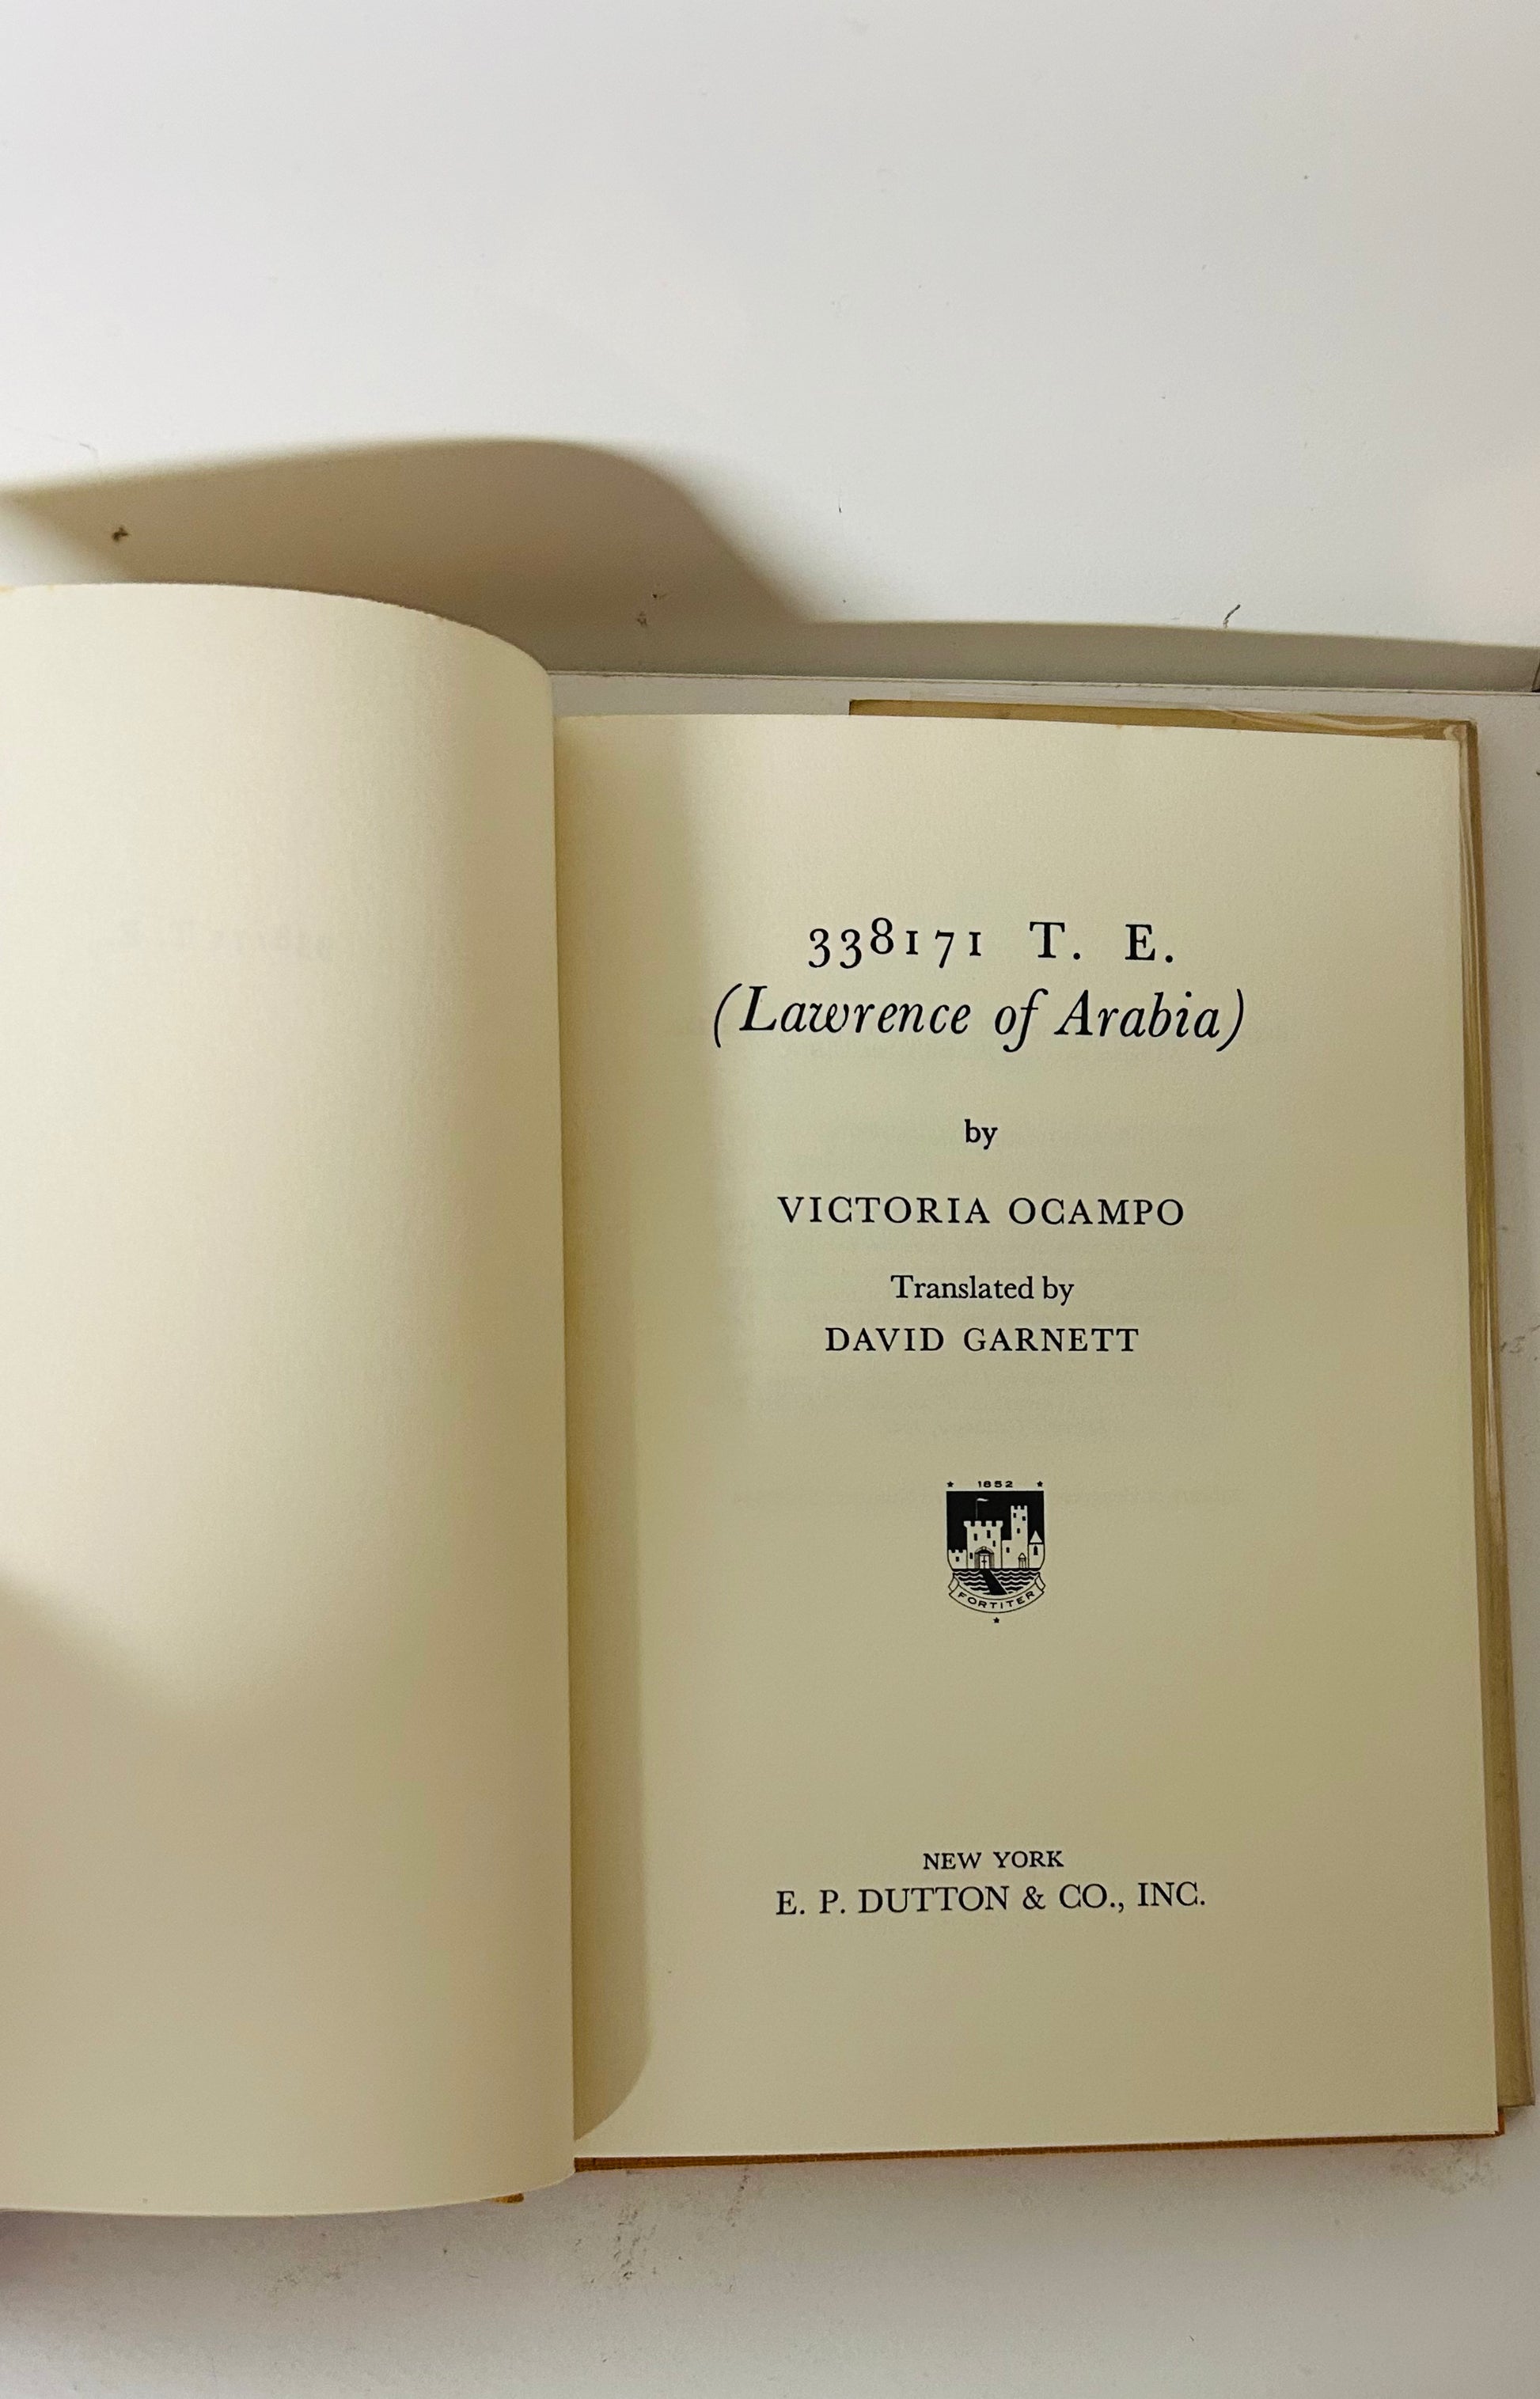 338171 T. E.
(Lawrence of Arabia)
by
VICTORIA OCAMPO
Translated by
DAVID GARNETT
1852
FORTITER
NEW YORK
E. P. DUTTON & CO., INC.